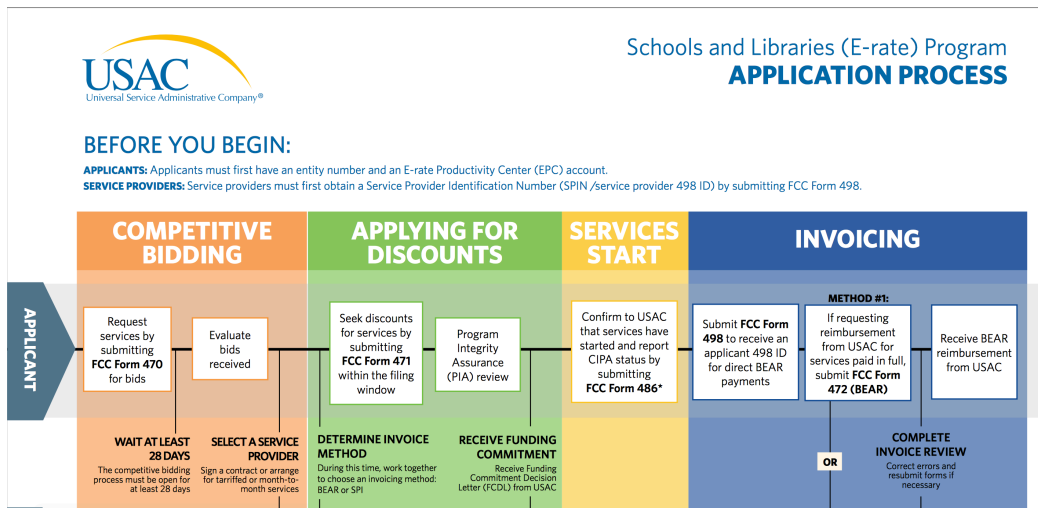 USAC
Universal Service Administrative Company®
Schools and Libraries (E-rate) Program
APPLICATION PROCESS
BEFORE YOU BEGIN:
APPLICANTS: Applicants must first have an entity number and an E-rate Productivity Center (EPC) account.
SERVICE PROVIDERS: Service providers must first obtain a Service Provider Identification Number (SPIN /service provider 498 ID) by submitting FCC Form 498.
COMPETITIVE
BIDDING
APPLYING FOR
DISCOUNTS
SERVICES
START
INVOICING
APPLICANT
Request
services by
submitting
FCC Form 470
for bids
Evaluate
bids
received
Seek discounts
for services by
submitting
FCC Form 471
within the filing
window
Program
Integrity
Assurance
(PIA) review
Confirm to USAC
that services have
started and report
CIPA status by
submitting
FCC Form 486*
Submit FCC Form
498 to receive an
applicant 498 ID
for direct BEAR
payments
METHOD #1:
If requesting
reimbursement
from USAC for
services paid in full,
submit FCC Form
472 (BEAR)
Receive BEAR
reimbursement
from USAC
WAIT AT LEAST
28 DAYS
The competitive bidding
process must be open for
at least 28 days
SELECT A SERVICE
PROVIDER
Sign a contract or arrange
for tarriffed or month-to-
month services
DETERMINE INVOICE
METHOD
During this time, work together
to choose an invoicing method:
BEAR or SPI
RECEIVE FUNDING
COMMITMENT
Receive Funding
Commitment Decision
Letter (FCDL) from USAC
OR
COMPLETE
INVOICE REVIEW
Correct errors and
resubmit forms if
necessary